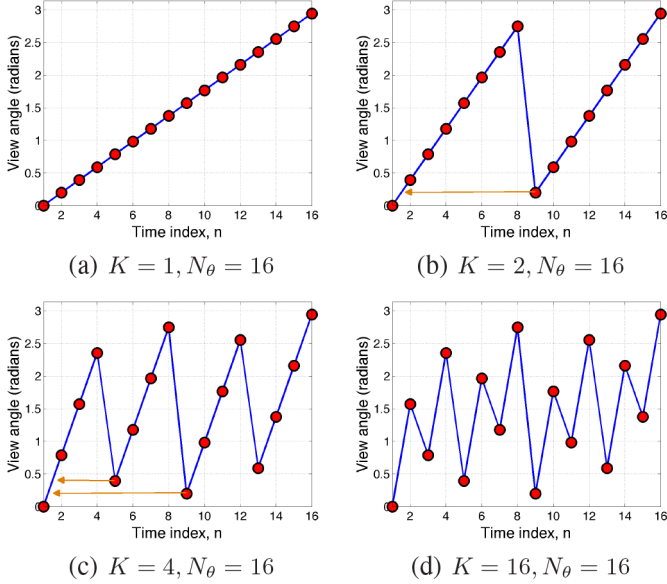 3
2.5
2
1.5
1
0.5
0
2 4 6 8 10 12 14 16
View angle (radians)
Time index, n
(a) K = 1, N_θ = 16
3
2.5
2
1.5
1
0.5
0
2 4 6 8 10 12 14 16
View angle (radians)
Time index, n
(b) K = 2, N_θ = 16
3
2.5
2
1.5
1
0.5
0
2 4 6 8 10 12 14 16
View angle (radians)
Time index, n
(c) K = 4, N_θ = 16
3
2.5
2
1.5
1
0.5
0
2 4 6 8 10 12 14 16
View angle (radians)
Time index, n
(d) K = 16, N_θ = 16